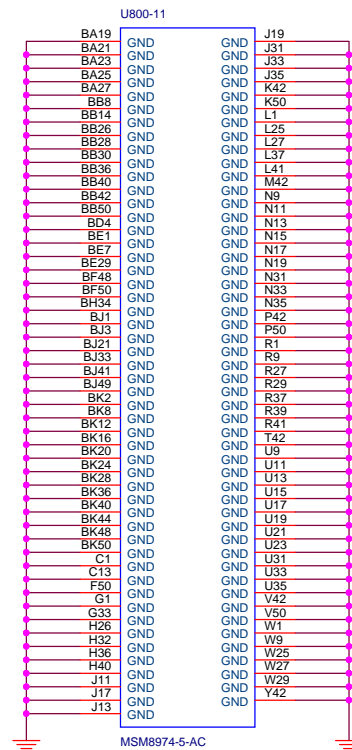 U800-11
BA19 GND GND J19
BA21 GND GND J31
BA23 GND GND J33
BA25 GND GND J35
BA27 GND GND K42
BB8 GND GND K50
BB14 GND GND L1
BB26 GND GND L25
BB28 GND GND L27
BB30 GND GND L37
BB36 GND GND L41
BB40 GND GND M42
BB42 GND GND N9
BB50 GND GND N11
BD4 GND GND N13
BE1 GND GND N15
BE7 GND GND N17
BE29 GND GND N19
BF48 GND GND N31
BF50 GND GND N33
BH34 GND GND N35
BJ1 GND GND P42
BJ3 GND GND P50
BJ21 GND GND R1
BJ33 GND GND R9
BJ41 GND GND R27
BJ49 GND GND R29
BK2 GND GND R37
BK8 GND GND R39
BK12 GND GND R41
BK16 GND GND T42
BK20 GND GND U9
BK24 GND GND U11
BK28 GND GND U13
BK36 GND GND U15
BK40 GND GND U17
BK44 GND GND U19
BK48 GND GND U21
BK50 GND GND U23
C1 GND GND U31
C13 GND GND U33
F50 GND GND U35
G1 GND GND V42
G33 GND GND V50
H26 GND GND W1
H32 GND GND W9
H36 GND GND W25
H40 GND GND W27
J11 GND GND W29
J17 GND GND Y42
J13 GND
MSM8974-5-AC